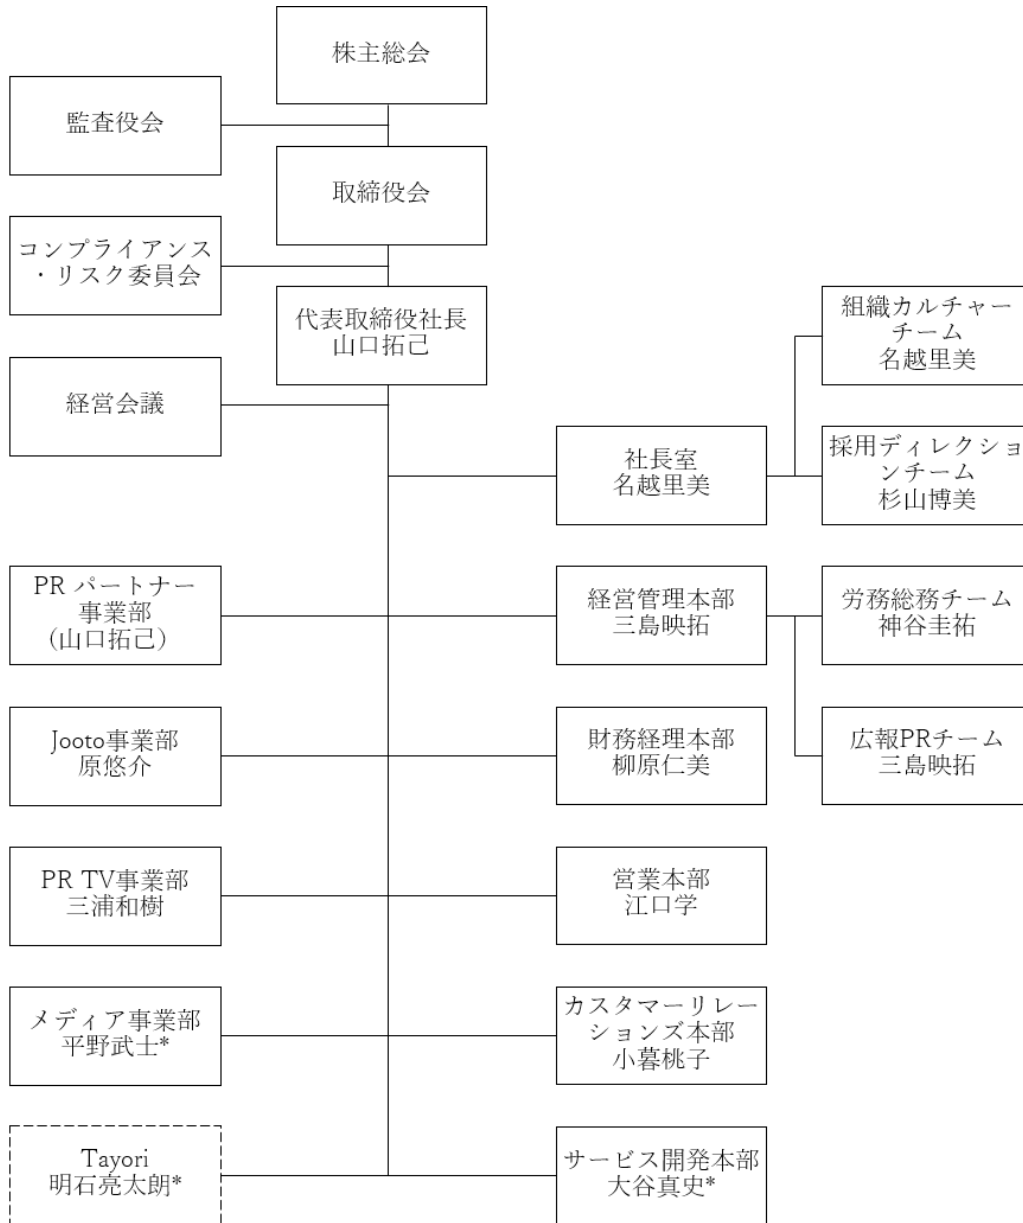 株主総会
監査役会
取締役会
コンプライアンス
・リスク委員会
代表取締役社長
山口拓己
組織カルチャー
チーム
名越里美
経営会議
社長室
名越里美
採用ディレクショ
ンチーム
杉山博美
PR パートナー
事業部
(山口拓己)
経営管理本部
三島映拓
労務総務チーム
神谷圭祐
Jooto事業部
原悠介
財務経理本部
柳原仁美
広報PRチーム
三島映拓
PR TV事業部
三浦和樹
営業本部
江口学
メディア事業部
平野武士*
カスタマーリレー
ションズ本部
小暮桃子
Tayori
明石亮太朗*
サービス開発本部
大谷真史*